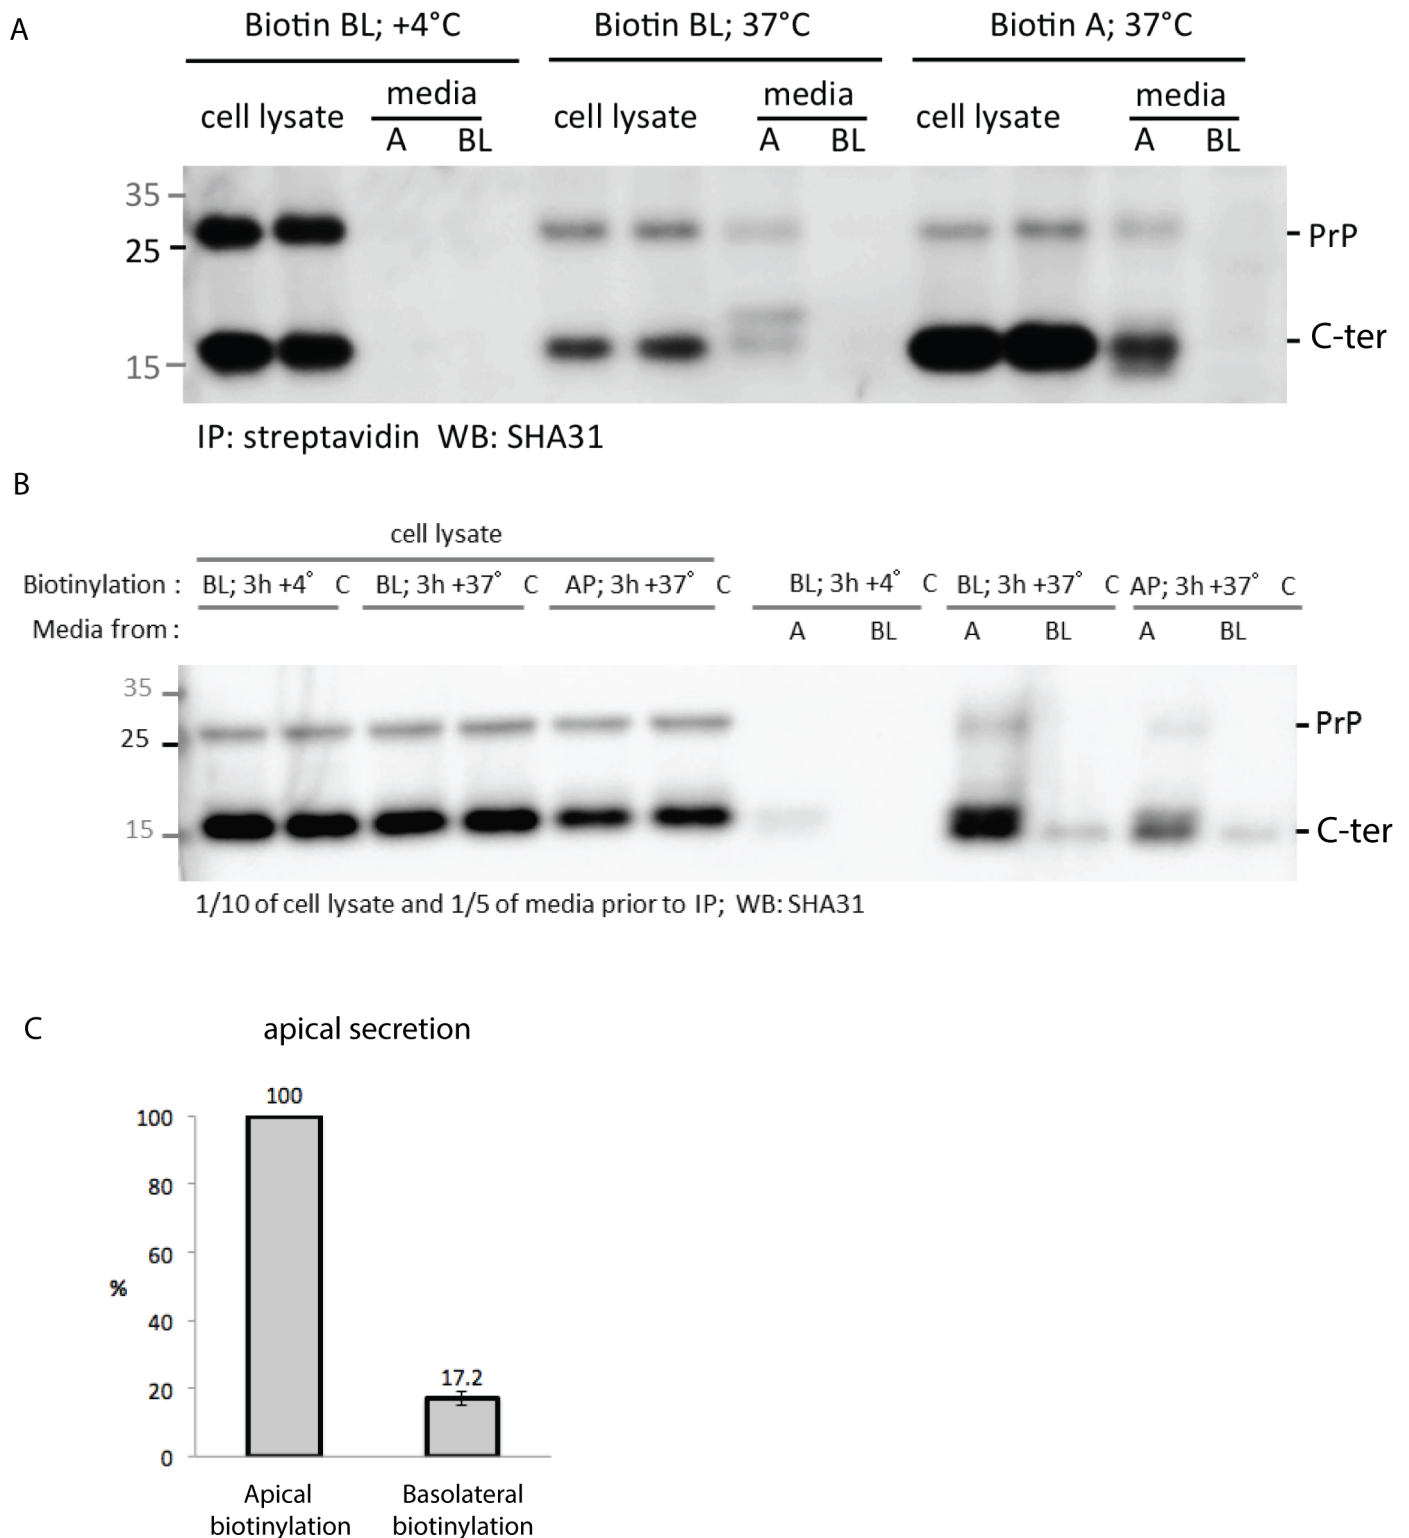 A
Biotin BL; +4°C Biotin BL; 37°C Biotin A; 37°C
cell lysate media cell lysate media cell lysate media
A BL A BL A BL
35
25
15
PrP
C-ter
IP: streptavidin WB: SHA31
B
cell lysate
Biotinylation : BL; 3h +4° C BL; 3h +37° C AP; 3h +37° C BL; 3h +4° C BL; 3h +37° C AP; 3h +37° C
Media from : A BL A BL A BL
35
25
15
PrP
C-ter
1/10 of cell lysate and 1/5 of media prior to IP; WB: SHA31
C
apical secretion
100
17.2
100
80
60
40
20
0
%
Apical biotinylation
Basolateral biotinylation